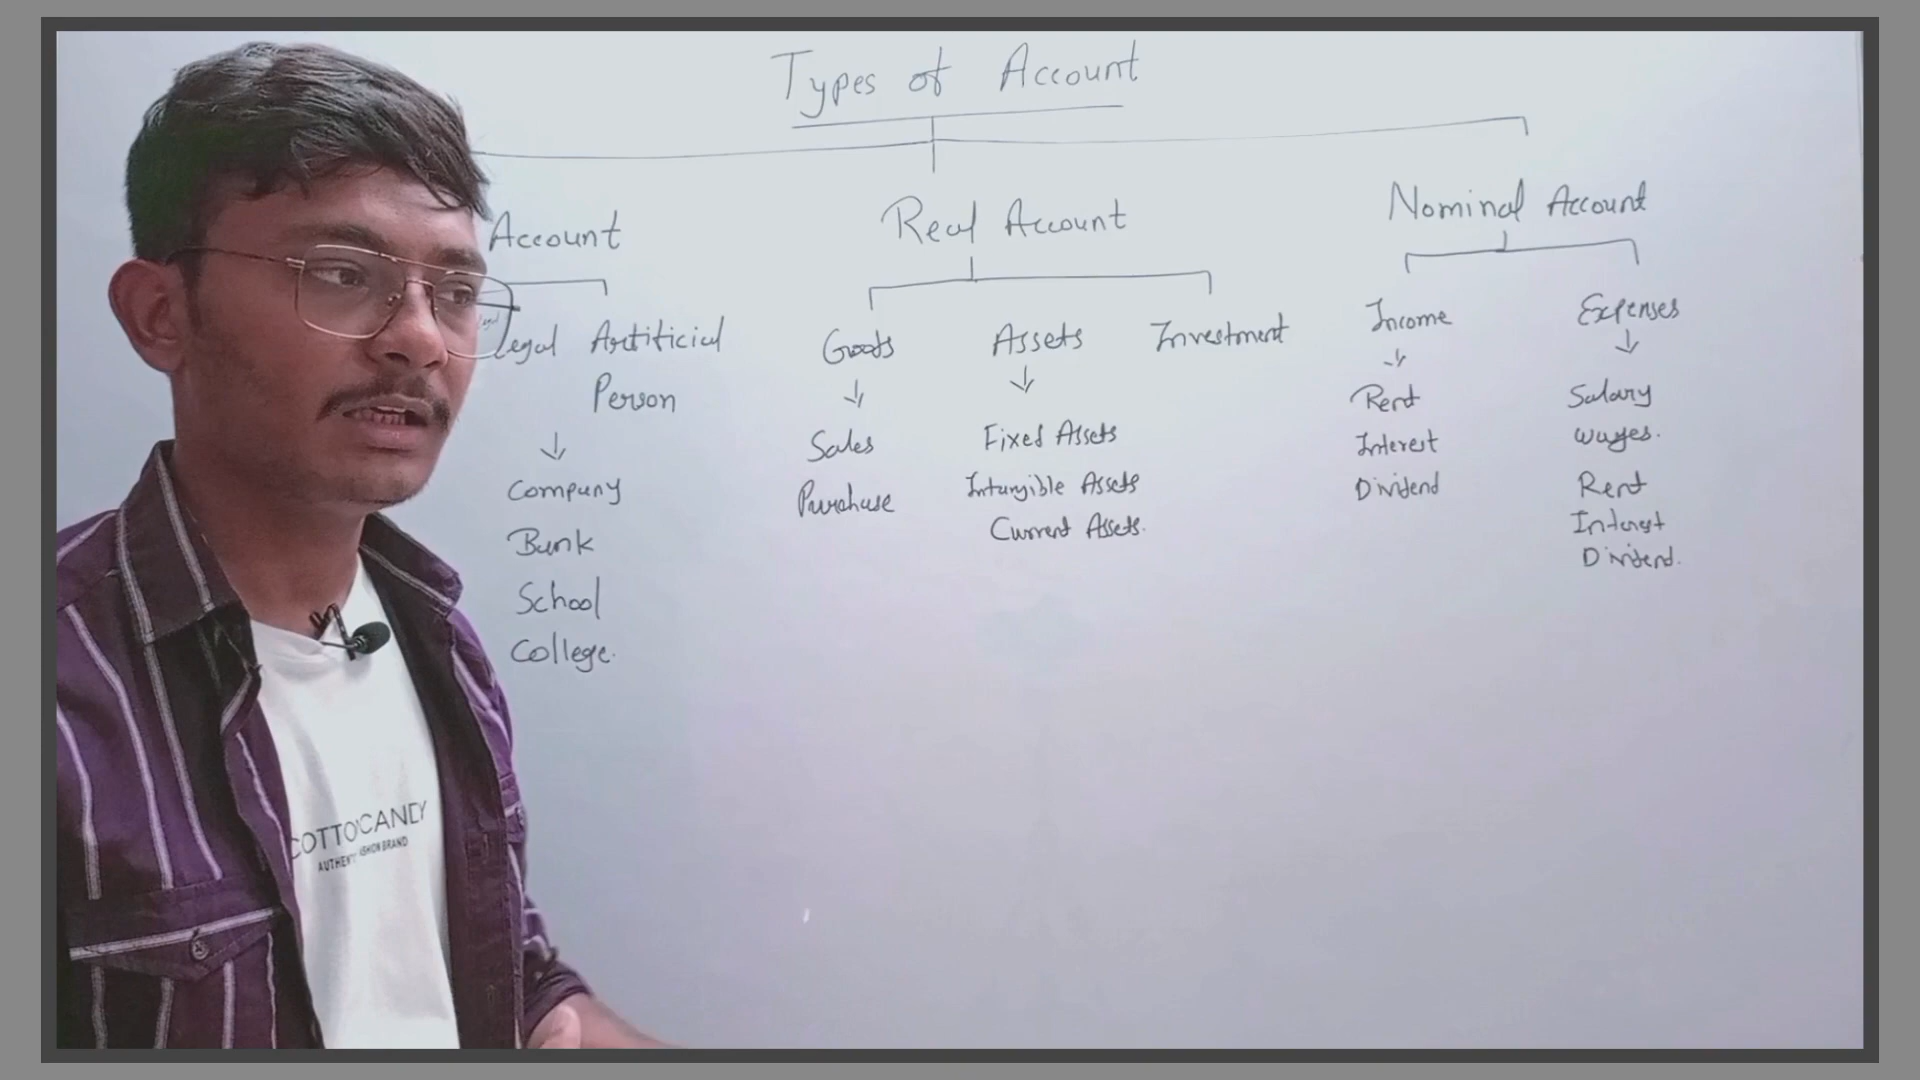 Types of Account
Account
Real Account
Nominal Account
Legal Artificial
Person
Company
Bank
School
College.
Goods
Sales
Purchase
Assets
Fixed Assets
Intangible Assets
Current Assets.
Investment
Income
Rent
Interest
Dividend
Expenses
Salary
Wages.
Rent
Interest
Dividend.
COTTO CANDY